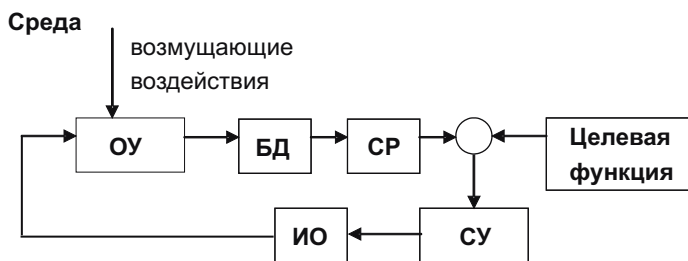 Среда
возмущающие
воздействия
ОУ
БД
СР
Целевая
функция
ИО
СУ